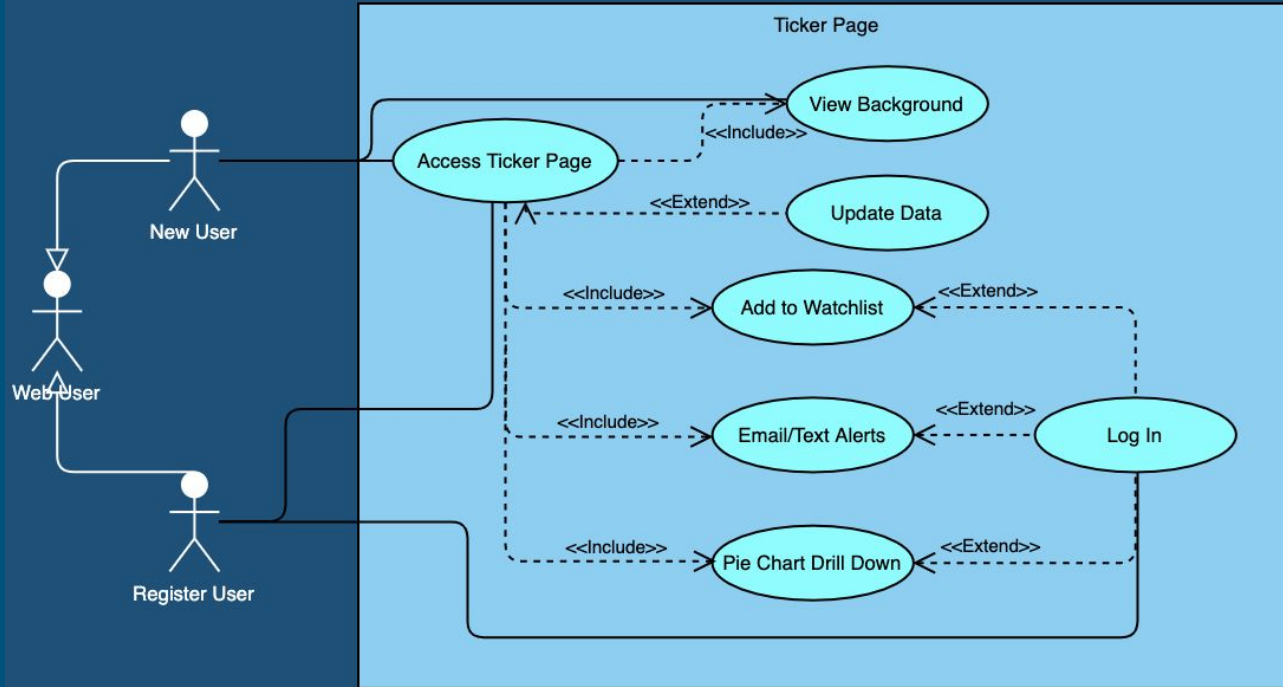 Ticker Page
View Background
<<Include>>
Access Ticker Page
<<Extend>>
Update Data
New User
<<Include>>
Add to Watchlist
<<Extend>>
Web User
<<Include>>
Email/Text Alerts
<<Extend>>
Log In
<<Include>>
Pie Chart Drill Down
<<Extend>>
Register User